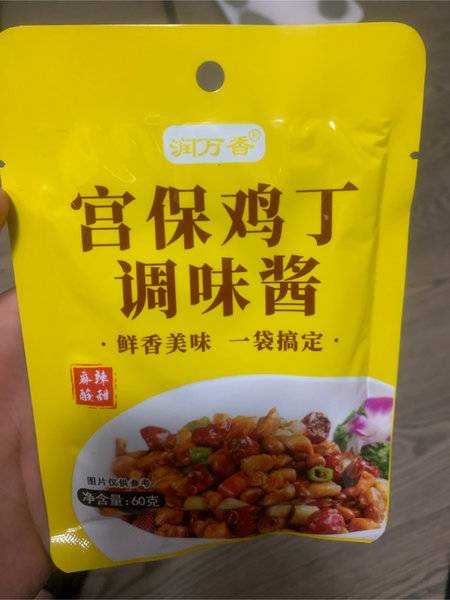 润万香®
宫保鸡丁
调味酱
·鲜香美味 一袋搞定·
麻辣
酸甜
图片仅供参考
净含量:60克